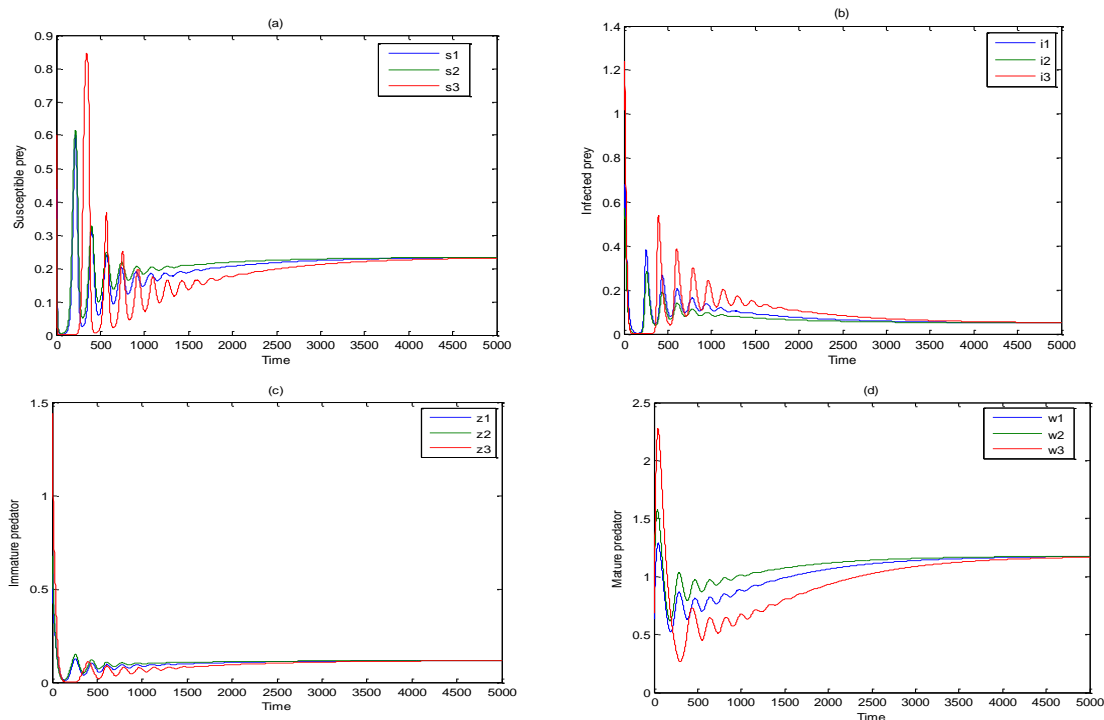 (a)
0.9
0.8
0.7
0.6
0.5
0.4
0.3
0.2
0.1
0
Susceptible prey
s1
s2
s3
0 500 1000 1500 2000 2500 3000 3500 4000 4500 5000
Time
(b)
1.4
1.2
1
0.8
0.6
0.4
0.2
0
Infected prey
i1
i2
i3
0 500 1000 1500 2000 2500 3000 3500 4000 4500 5000
Time
(c)
1.5
1
0.5
0
Immature predator
z1
z2
z3
0 500 1000 1500 2000 2500 3000 3500 4000 4500 5000
Time
(d)
2.5
2
1.5
1
0.5
0
Mature predator
w1
w2
w3
0 500 1000 1500 2000 2500 3000 3500 4000 4500 5000
Time